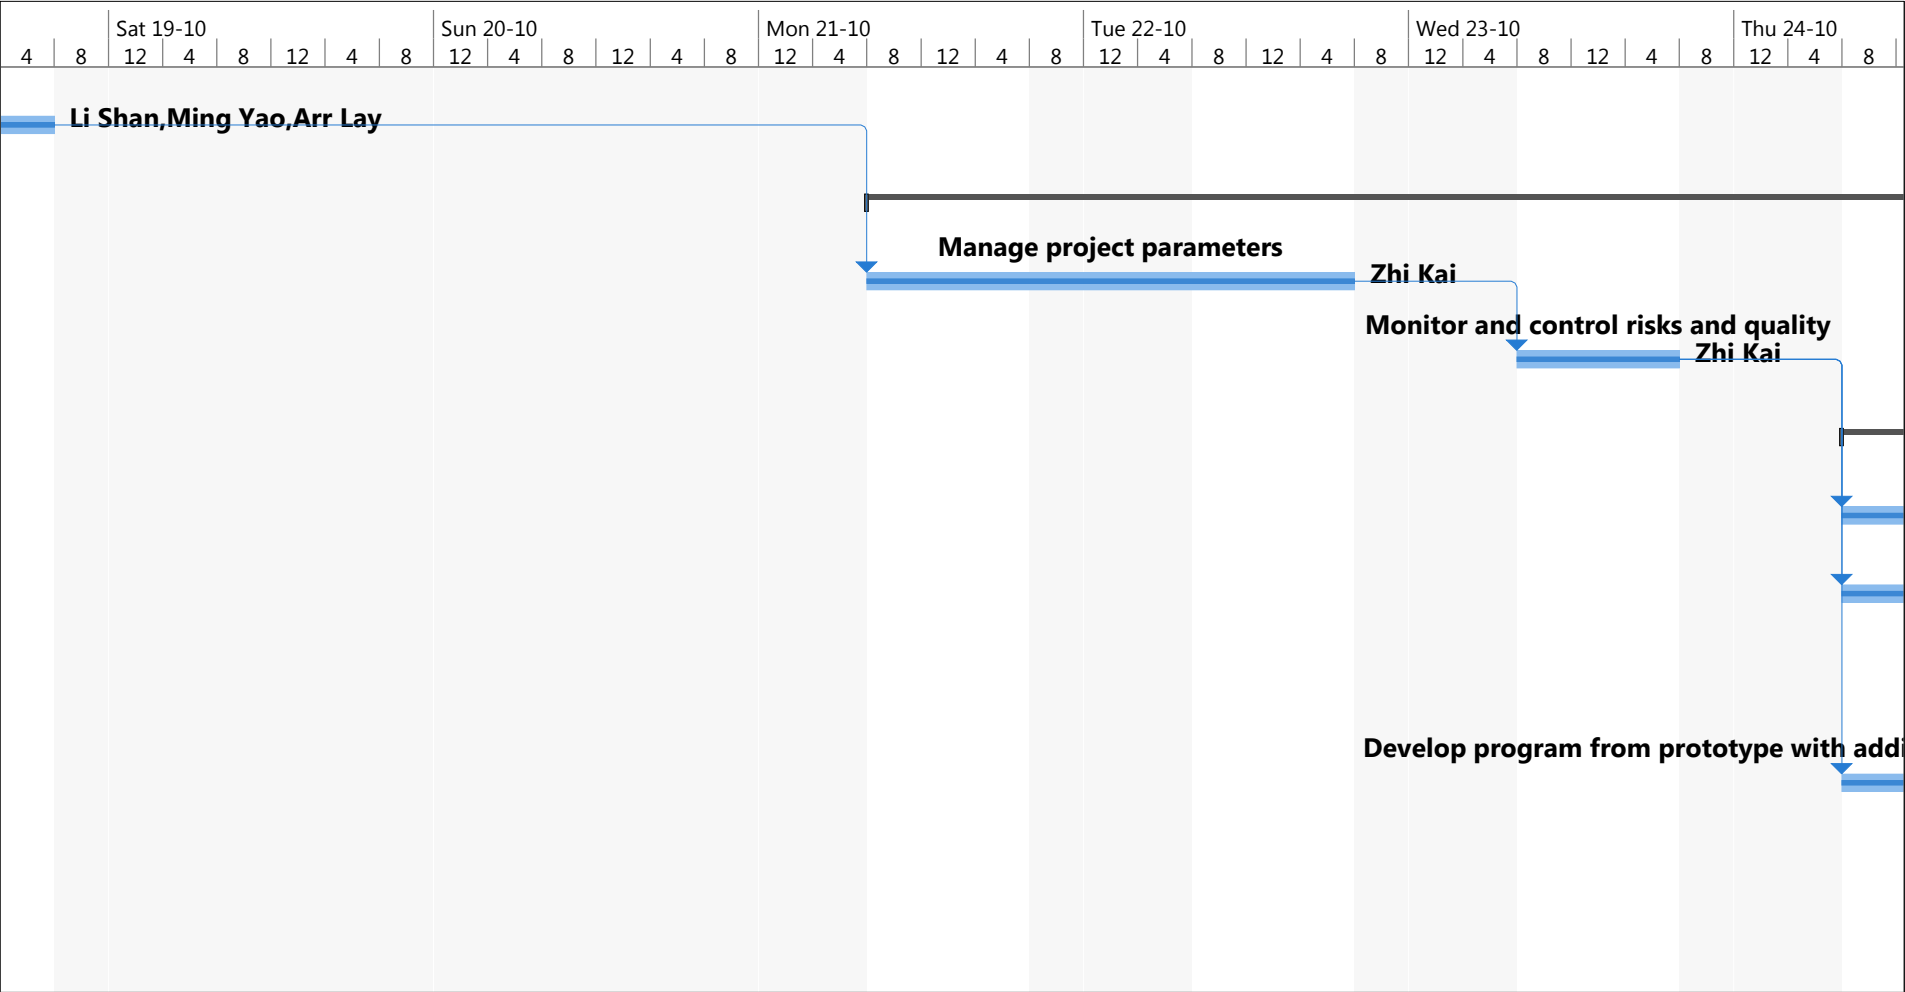 Sat 19-10 Sun 20-10 Mon 21-10 Tue 22-10 Wed 23-10 Thu 24-10
4 8 12 4 8 12 4 8 12 4 8 12 4 8 12 4 8 12 4 8 12 4 8 12 4 8 12 4 8 12 4 8 12 4 8
Li Shan,Ming Yao,Arr Lay
Manage project parameters
Zhi Kai
Monitor and control risks and quality
Zhi Kai
Develop program from prototype with addi